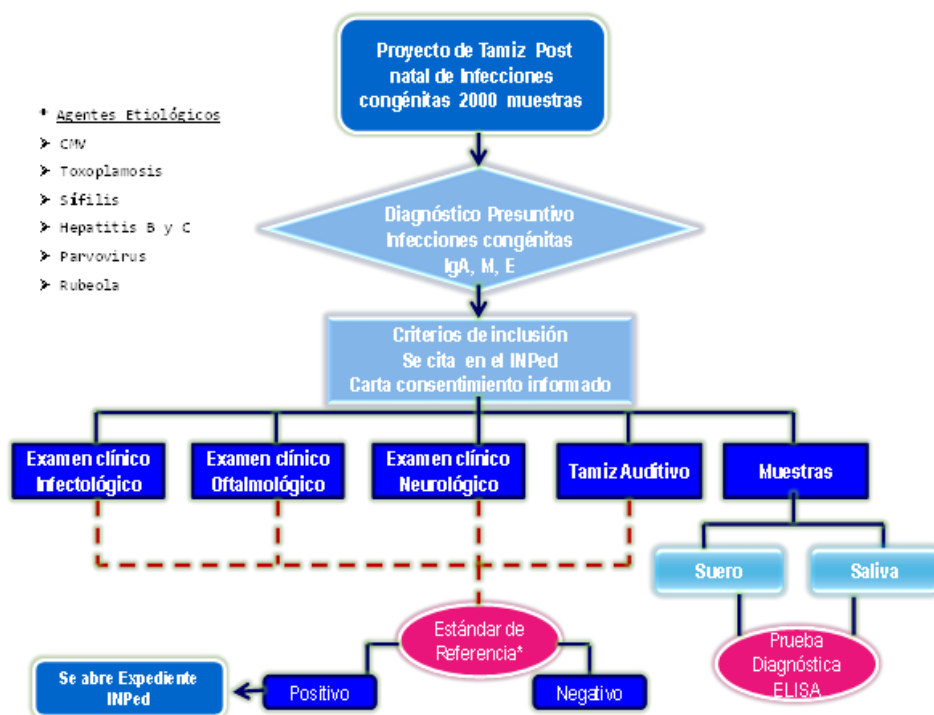 Proyecto de Tamiz Post
natal de Infecciones
congénitas 2000 muestras
* Agentes Etiológicos
➢ CMV
➢ Toxoplamosis
➢ Sífilis
➢ Hepatitis B y C
➢ Parvovirus
➢ Rubeola
Diagnóstico Presuntivo
Infecciones congénitas
IgA, M, E
Criterios de inclusión
Se cita en el INPed
Carta consentimiento informado
Examen clínico
Infectológico
Examen clínico
Oftalmológico
Examen clínico
Neurológico
Tamiz Auditivo
Muestras
Suero
Saliva
Estándar de
Referencia*
Prueba
Diagnóstica
ELISA
Se abre Expediente
INPed
Positivo
Negativo